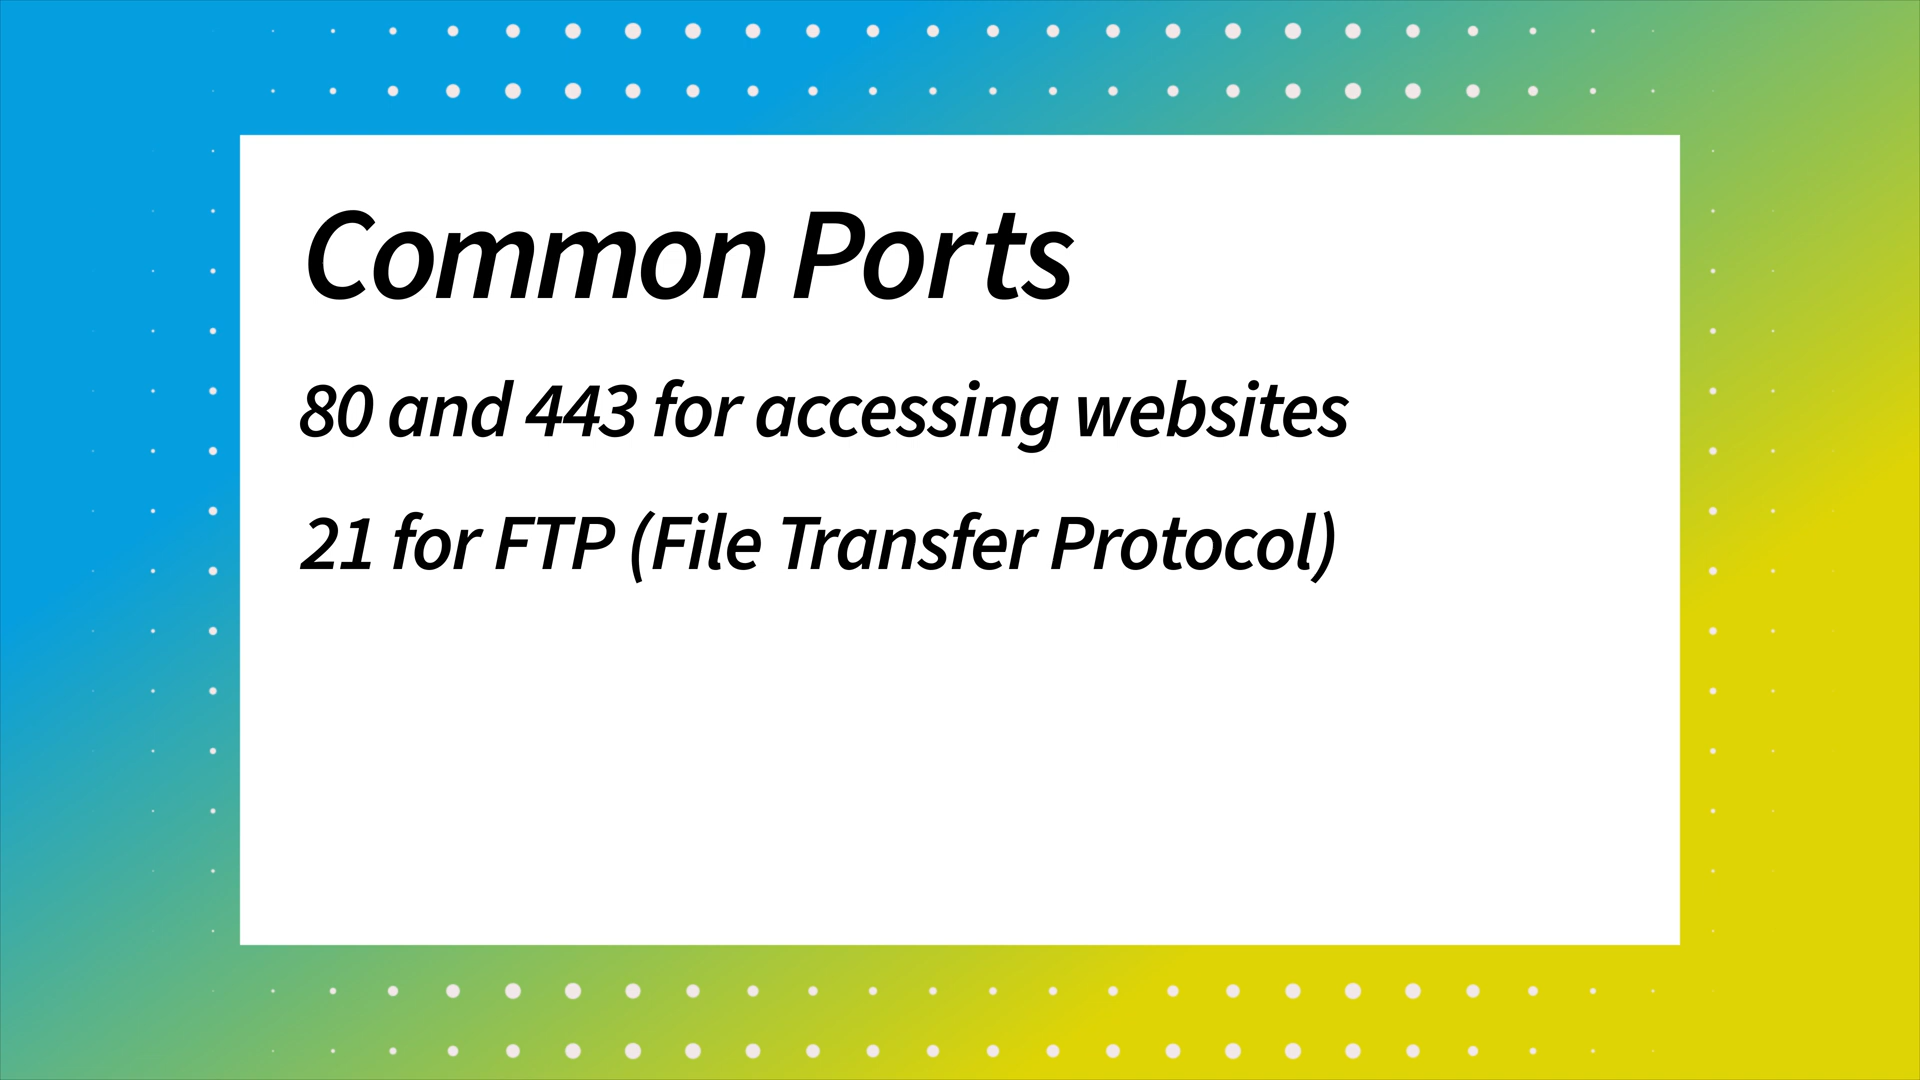 Common Ports
80 and 443 for accessing websites
21 for FTP (File Transfer Protocol)